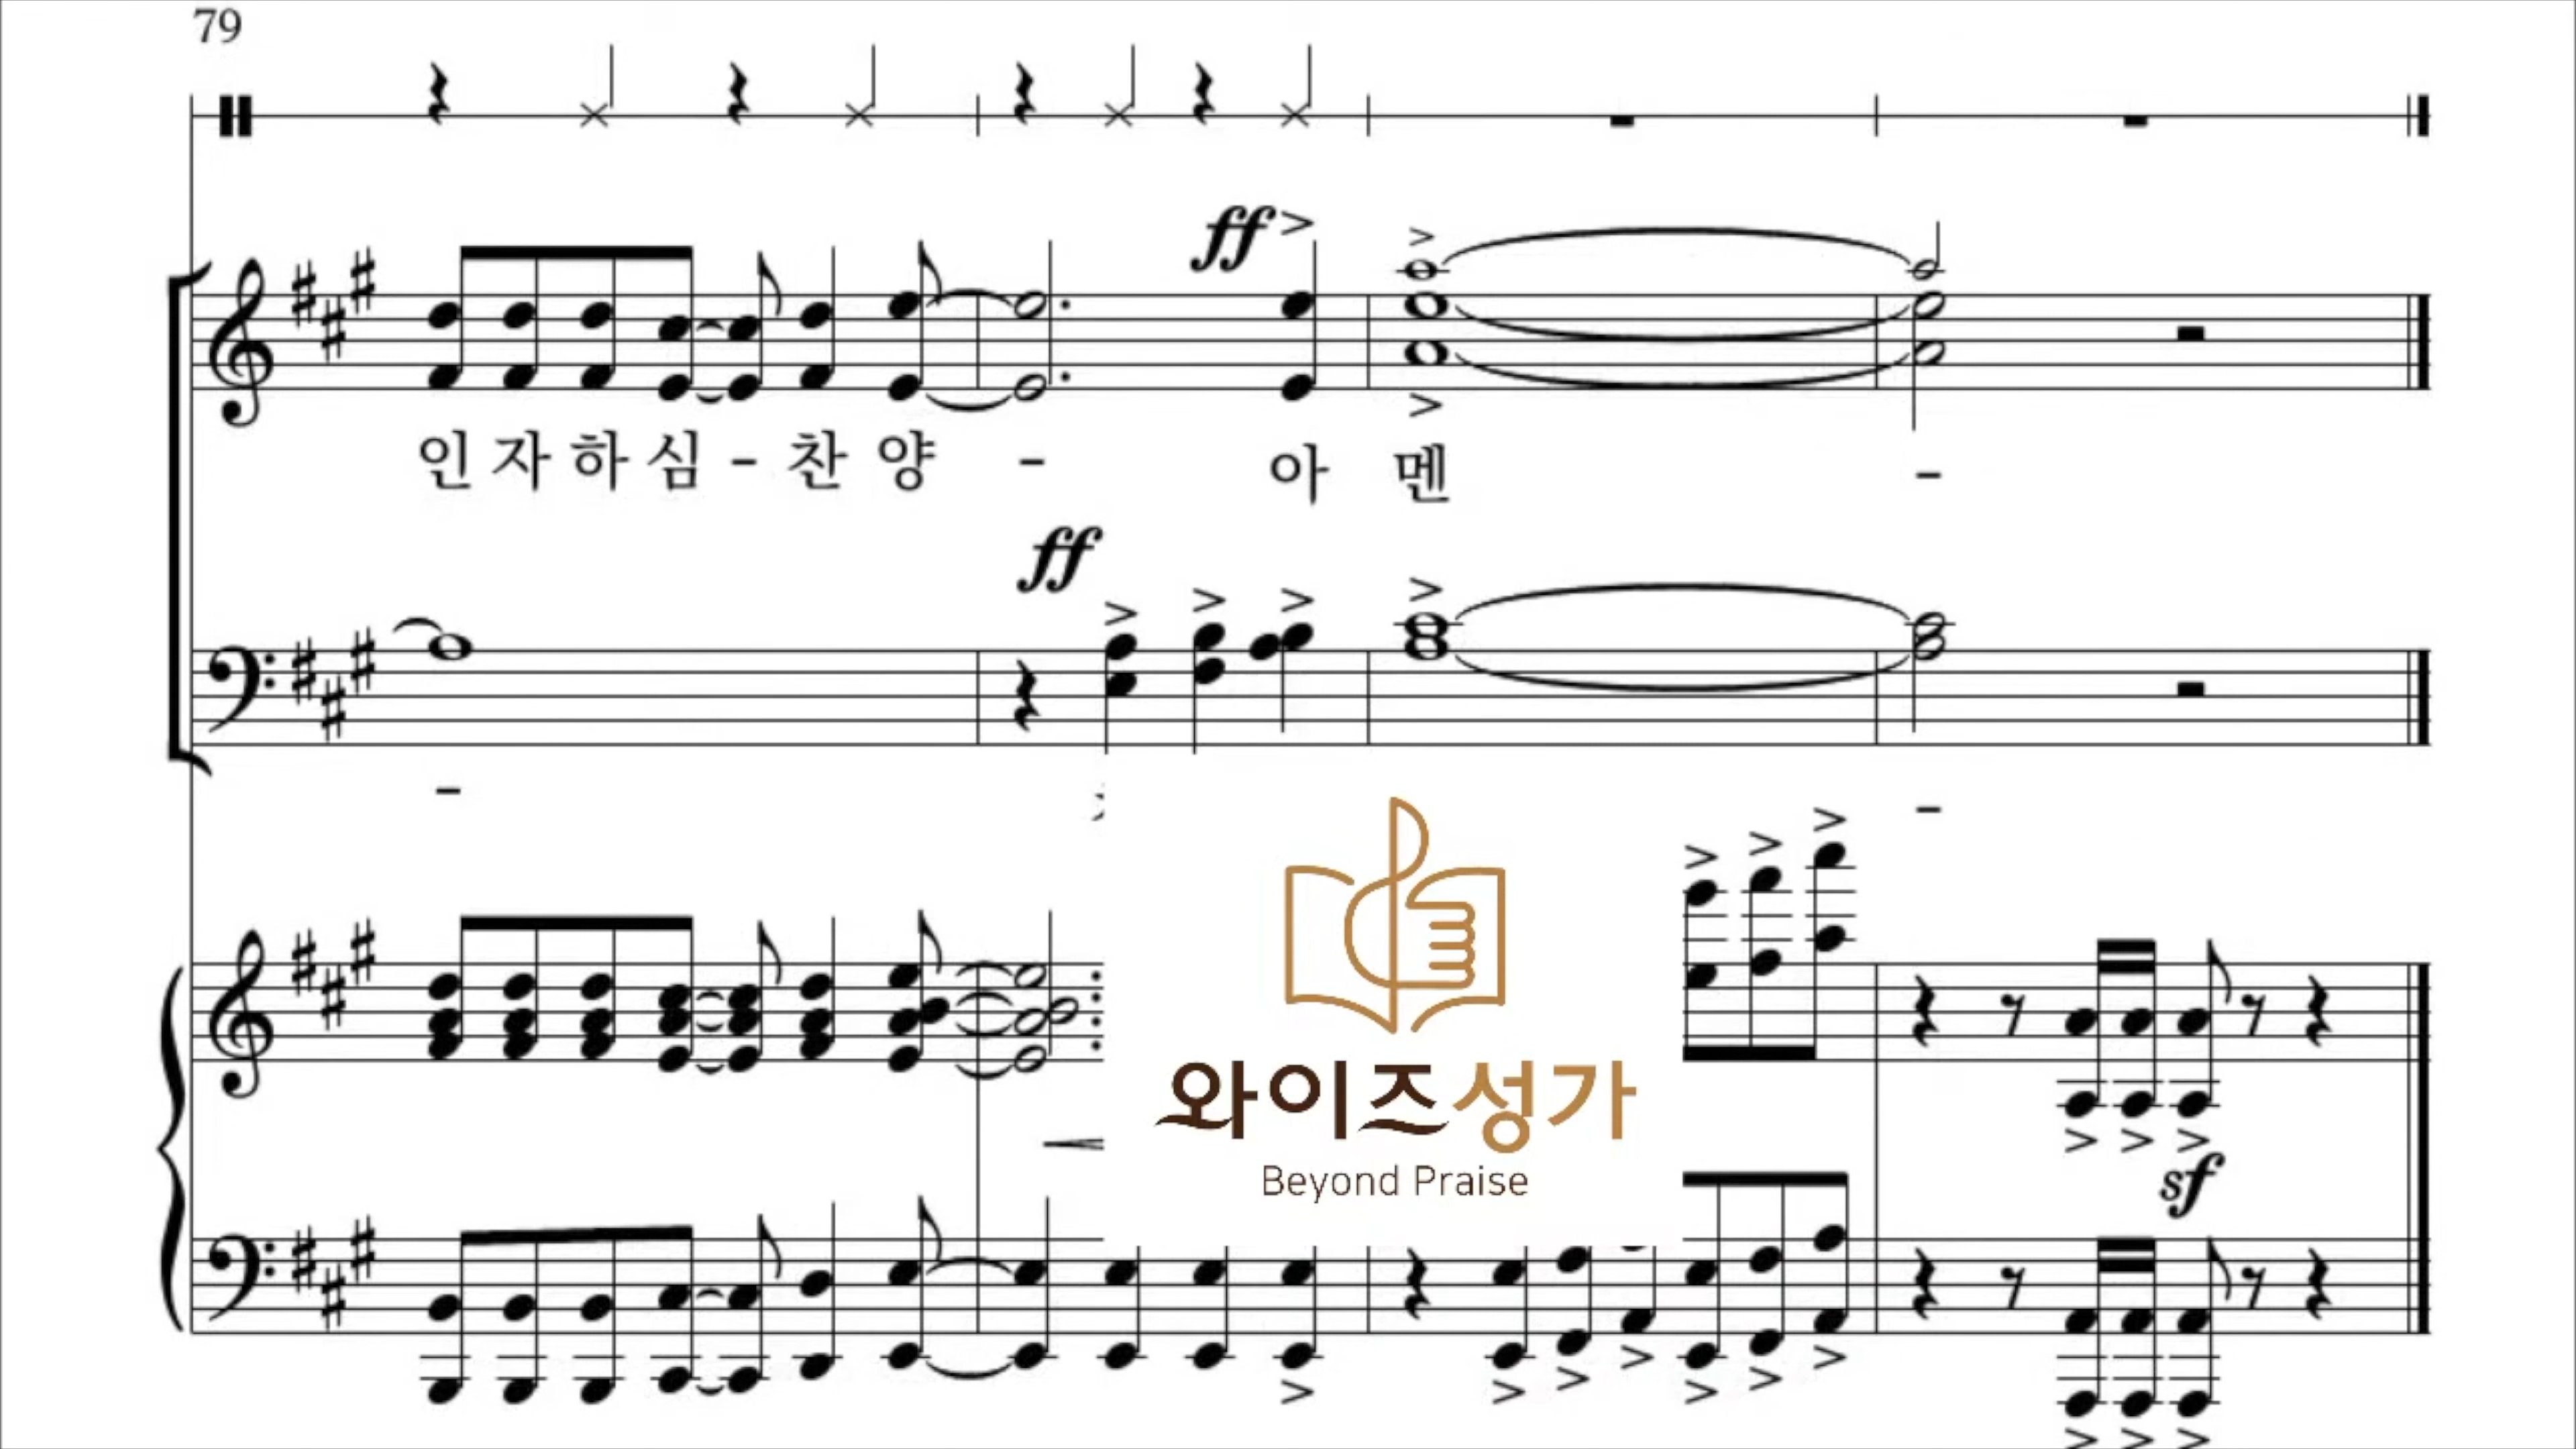 79
ff
인 자 하 심 - 찬 양 - 아 멘 -
ff
- -
와이즈성가
Beyond Praise
sf